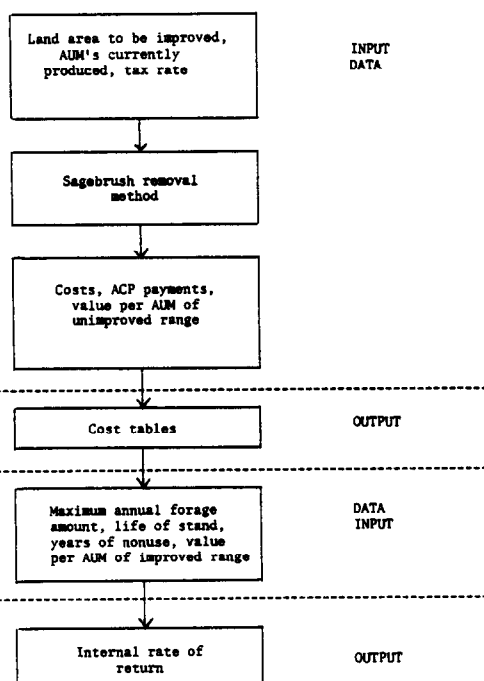 Land area to be improved,
AUM's currently
produced, tax rate
INPUT
DATA
Sagebrush removal
method
Costs, ACP payments,
value per AUM of
unimproved range
Cost tables
OUTPUT
Maximum annual forage
amount, life of stand,
years of nonuse, value
per AUM of improved range
DATA
INPUT
Internal rate of
return
OUTPUT